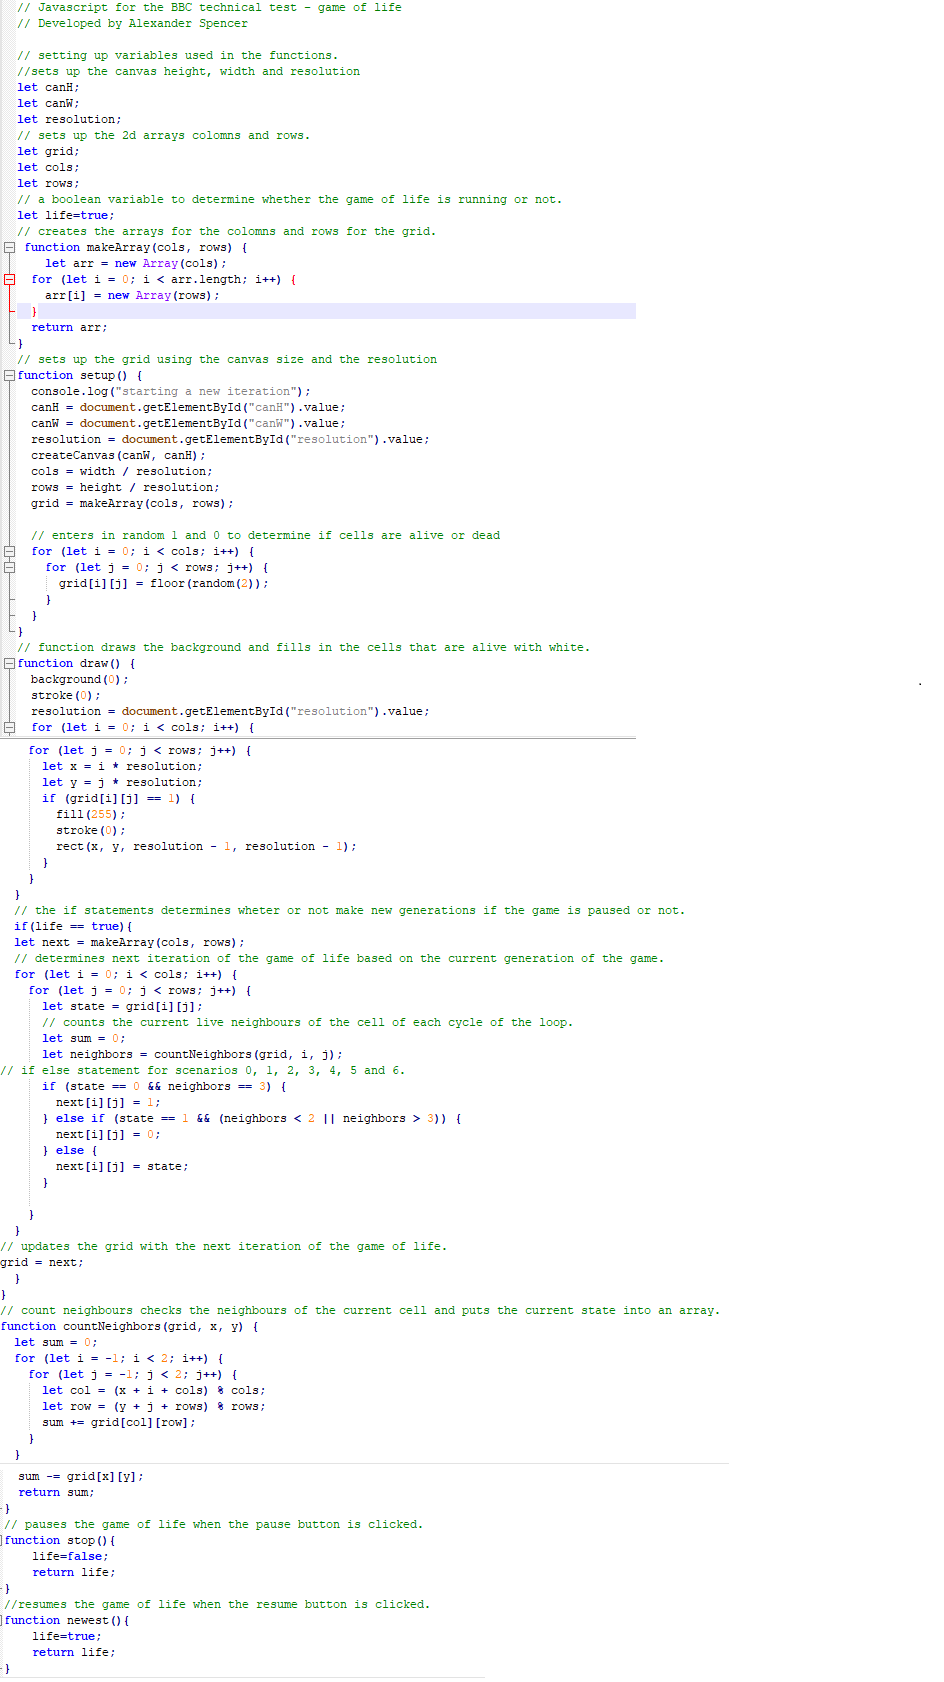 // Javascript for the BBC technical test - game of life
// Developed by Alexander Spencer

// setting up variables used in the functions.
//sets up the canvas height, width and resolution
let canH;
let canW;
let resolution;
// sets up the 2d arrays colomns and rows.
let grid;
let cols;
let rows;
// a boolean variable to determine whether the game of life is running or not.
let life=true;
// creates the arrays for the colomns and rows for the grid.
 function makeArray(cols, rows) {
    let arr = new Array(cols);
  for (let i = 0; i < arr.length; i++) {
    arr[i] = new Array(rows);
  }
  return arr;
}
// sets up the grid using the canvas size and the resolution
function setup() {
  console.log("starting a new iteration");
  canH = document.getElementById("canH").value;
  canW = document.getElementById("canW").value;
  resolution = document.getElementById("resolution").value;
  createCanvas(canW, canH);
  cols = width / resolution;
  rows = height / resolution;
  grid = makeArray(cols, rows);

  // enters in random 1 and 0 to determine if cells are alive or dead
  for (let i = 0; i < cols; i++) {
    for (let j = 0; j < rows; j++) {
      grid[i][j] = floor(random(2));
    }
  }
}
// function draws the background and fills in the cells that are alive with white.
function draw() {
  background(0);
  stroke(0);
  resolution = document.getElementById("resolution").value;
  for (let i = 0; i < cols; i++) {
    for (let j = 0; j < rows; j++) {
      let x = i * resolution;
      let y = j * resolution;
      if (grid[i][j] == 1) {
        fill(255);
        stroke(0);
        rect(x, y, resolution - 1, resolution - 1);
      }
    }
  }
  // the if statements determines wheter or not make new generations if the game is paused or not.
  if(life == true){
  let next = makeArray(cols, rows);
  // determines next iteration of the game of life based on the current generation of the game.
  for (let i = 0; i < cols; i++) {
    for (let j = 0; j < rows; j++) {
      let state = grid[i][j];
      // counts the current live neighbours of the cell of each cycle of the loop.
      let sum = 0;
      let neighbors = countNeighbors(grid, i, j);
// if else statement for scenarios 0, 1, 2, 3, 4, 5 and 6.
      if (state == 0 && neighbors == 3) {
        next[i][j] = 1;
      } else if (state == 1 && (neighbors < 2 || neighbors > 3)) {
        next[i][j] = 0;
      } else {
        next[i][j] = state;
      }

    }
  }
// updates the grid with the next iteration of the game of life.
grid = next;
  }
}
// count neighbours checks the neighbours of the current cell and puts the current state into an array.
function countNeighbors(grid, x, y) {
  let sum = 0;
  for (let i = -1; i < 2; i++) {
    for (let j = -1; j < 2; j++) {
      let col = (x + i + cols) % cols;
      let row = (y + j + rows) % rows;
      sum += grid[col][row];
    }
  }
  sum -= grid[x][y];
  return sum;
}
// pauses the game of life when the pause button is clicked.
function stop(){
    life=false;
    return life;
}
//resumes the game of life when the resume button is clicked.
function newest(){
    life=true;
    return life;
}